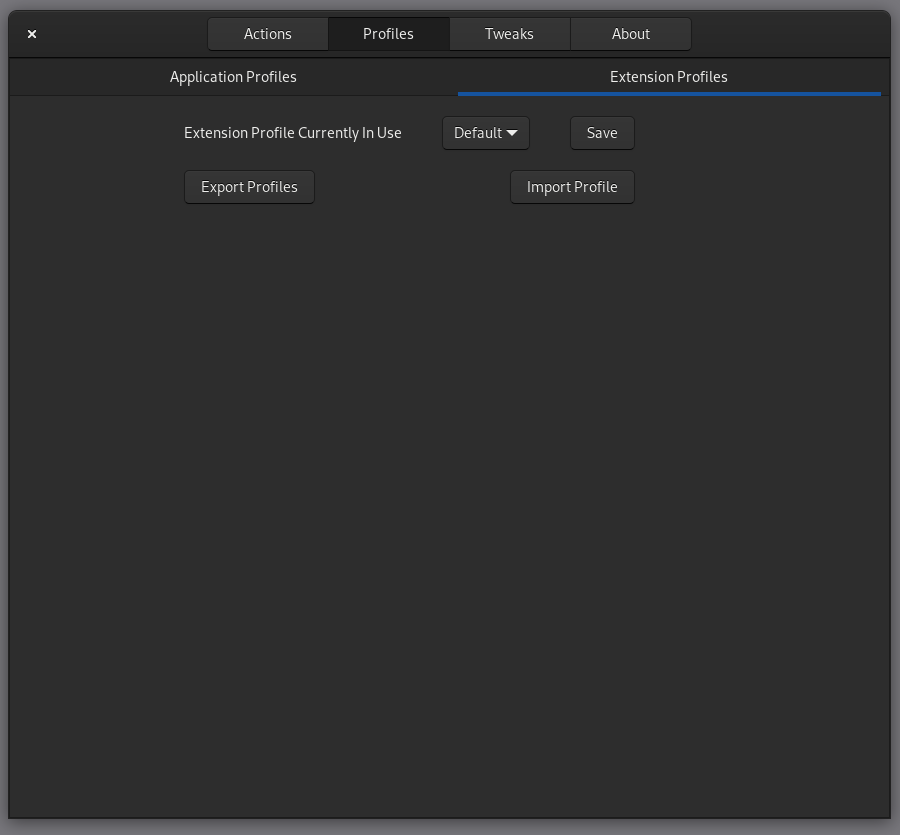 Actions Profiles Tweaks About
Application Profiles Extension Profiles
Extension Profile Currently In Use Default Save
Export Profiles Import Profile